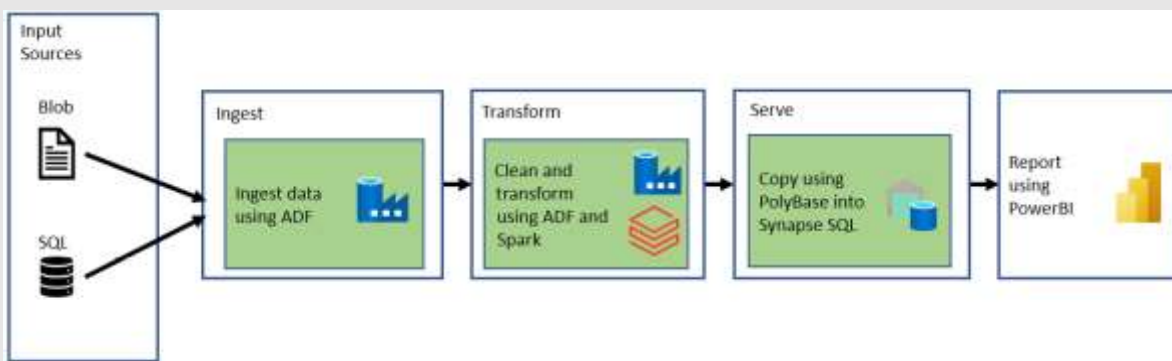 Input
Sources
Blob
SQL
Ingest
Ingest data
using ADF
Transform
Clean and
transform
using ADF and
Spark
Serve
Copy using
PolyBase into
Synapse SQL
Report
using
PowerBI